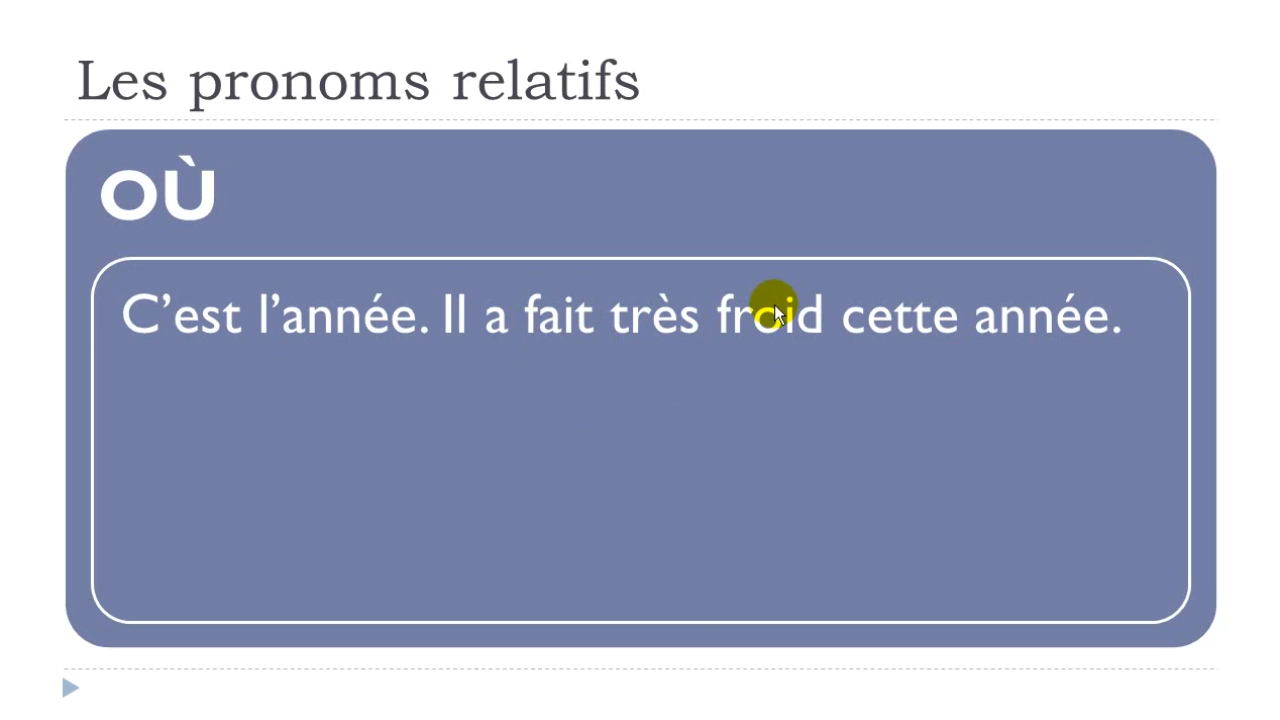 Les pronoms relatifs
OÙ
C’est l’année. Il a fait très froid cette année.